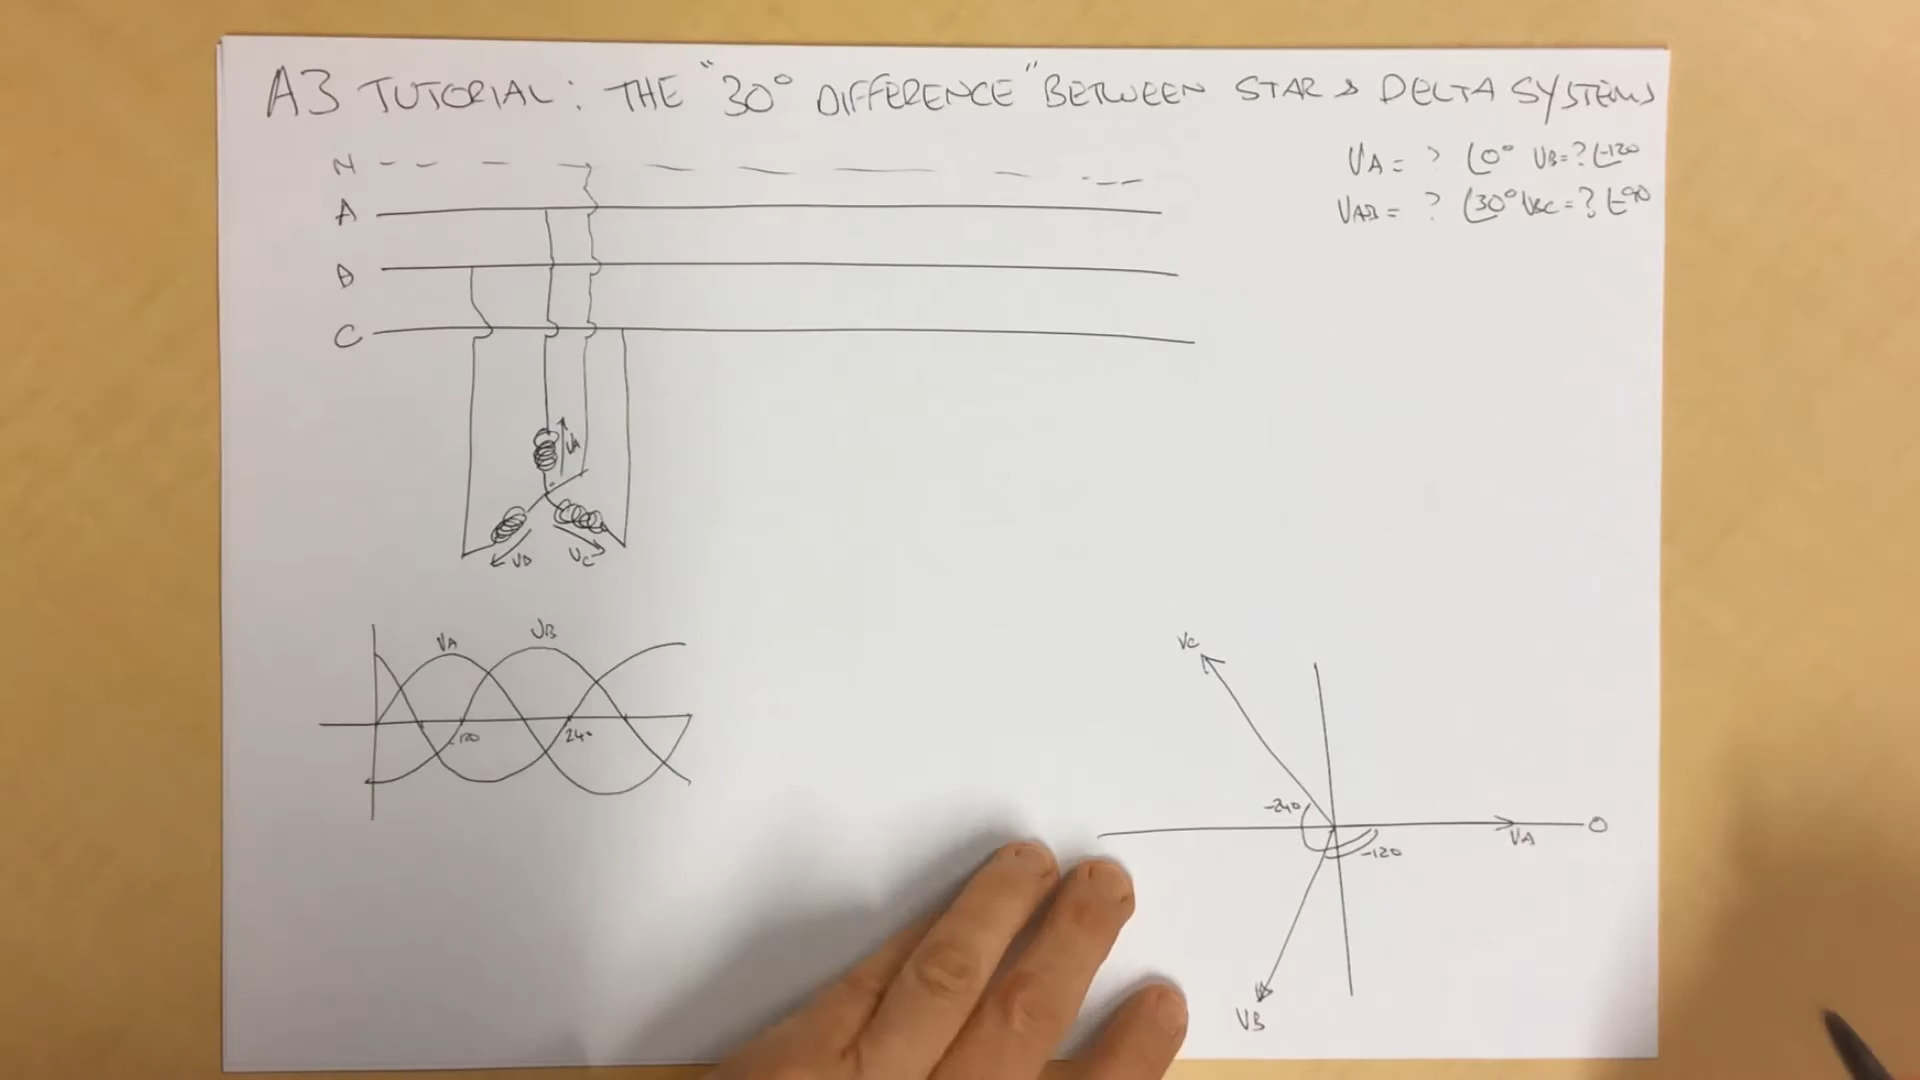 A3 TUTORIAL: THE "30° DIFFERENCE" BETWEEN STAR & DELTA SYSTEMS
VA = ? ∠0° VB = ? ∠-120
VAB = ? ∠30° VBC = ? ∠-90
N
A
B
C
VA
VB
VC
VA
VB
120
240
VC
-240
VA
0
-120
VB